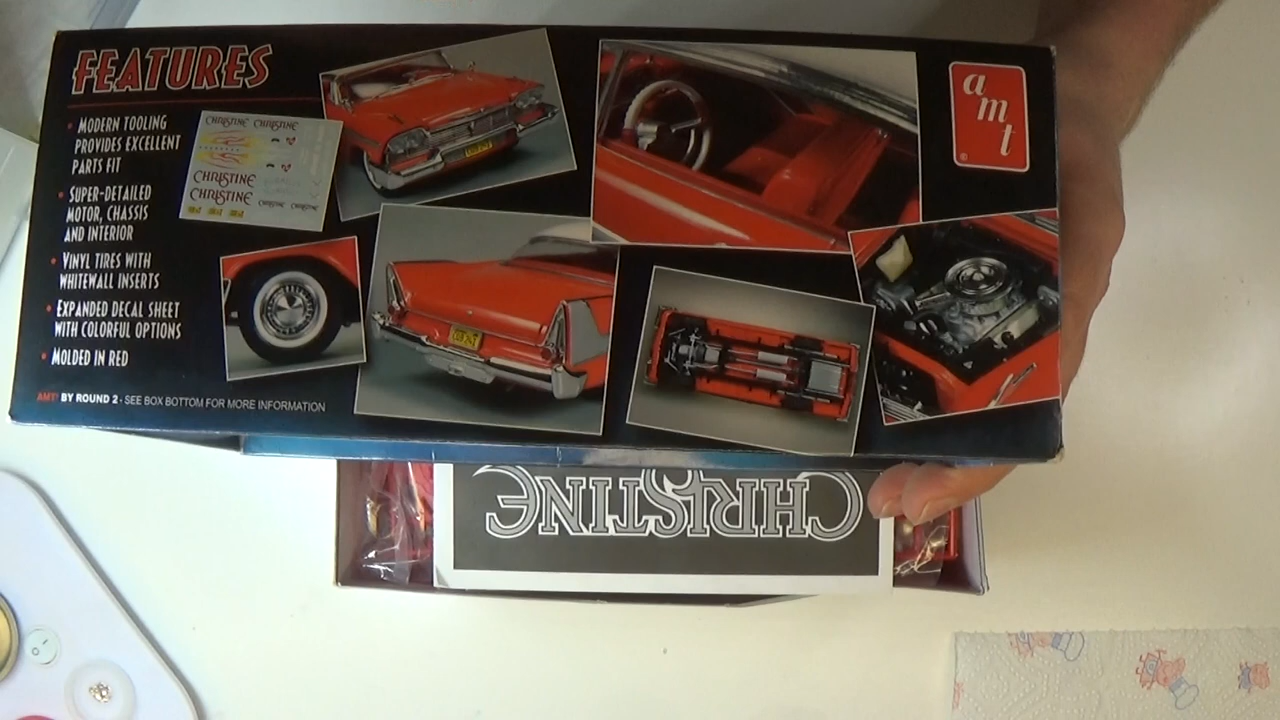 FEATURES
• MODERN TOOLING
PROVIDES EXCELLENT
PARTS FIT
• SUPER-DETAILED
MOTOR, CHASSIS
AND INTERIOR
• VINYL TIRES WITH
WHITEWALL INSERTS
• EXPANDED DECAL SHEET
WITH COLORFUL OPTIONS
• MOLDED IN RED
AMT® BY ROUND 2 - SEE BOX BOTTOM FOR MORE INFORMATION
CHRISTINE CHRISTINE
CHRISTINE
CHRISTINE
CHRISTINE CHRISTINE
amt
®
CHRISTINE